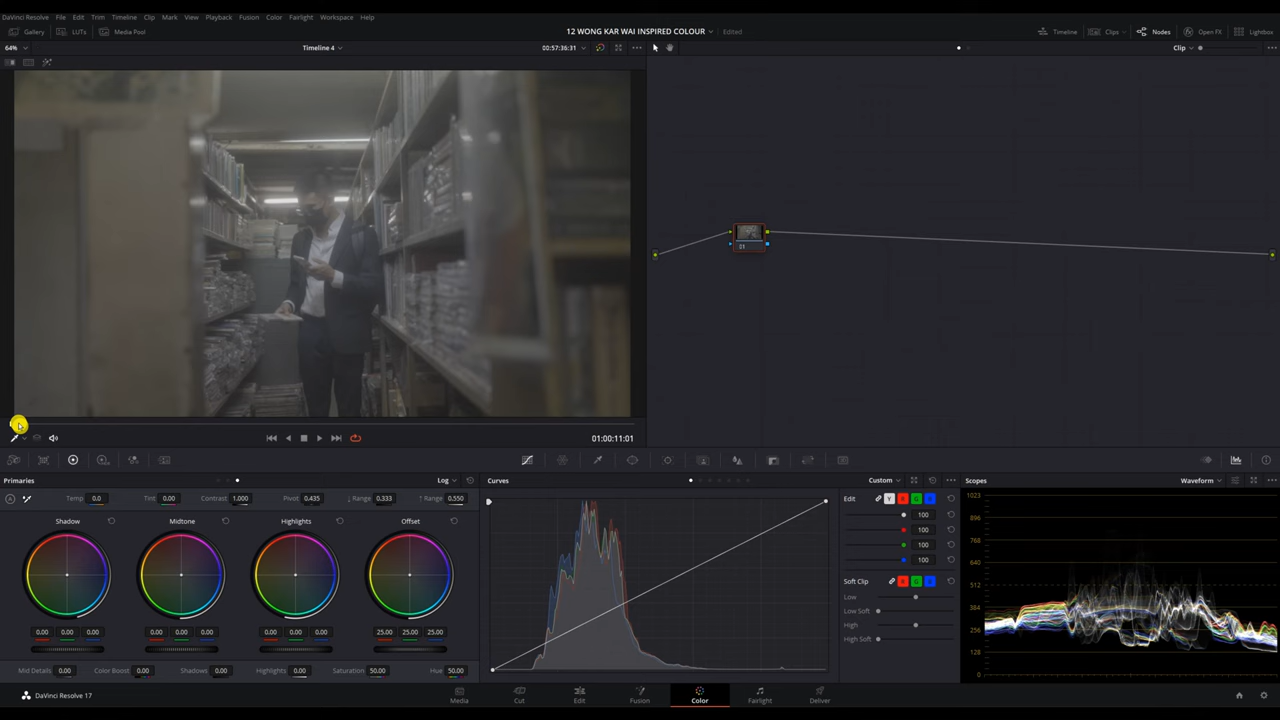 DaVinci Resolve File Edit Trim Timeline Clip Mark View Playback Fusion Color Fairlight Workspace Help
Gallery LUTs Media Pool 12 WONG KAR WAI INSPIRED COLOUR Edited Timeline Clips Nodes Open FX Lightbox
64% Timeline 4 00:57:36:31 Clip
01
01:00:11:01
Primaries Log Curves Custom Scopes Waveform
Temp 0.0 Tint 0.00 Contrast 1.000 Pivot 0.435 Range 0.333 Range 0.550 Edit Y R G B
Shadow Midtone Highlights Offset
100
100
100
100
Soft Clip R G B
Low
Low Soft
High
High Soft
0.00 0.00 0.00 0.00 0.00 0.00 0.00 0.00 0.00 25.00 25.00 25.00
Mid Details 0.00 Color Boost 0.00 Shadows 0.00 Highlights 0.00 Saturation 50.00 Hue 50.00
1023
896
768
640
512
384
256
128
0
DaVinci Resolve 17 Media Cut Edit Fusion Color Fairlight Deliver